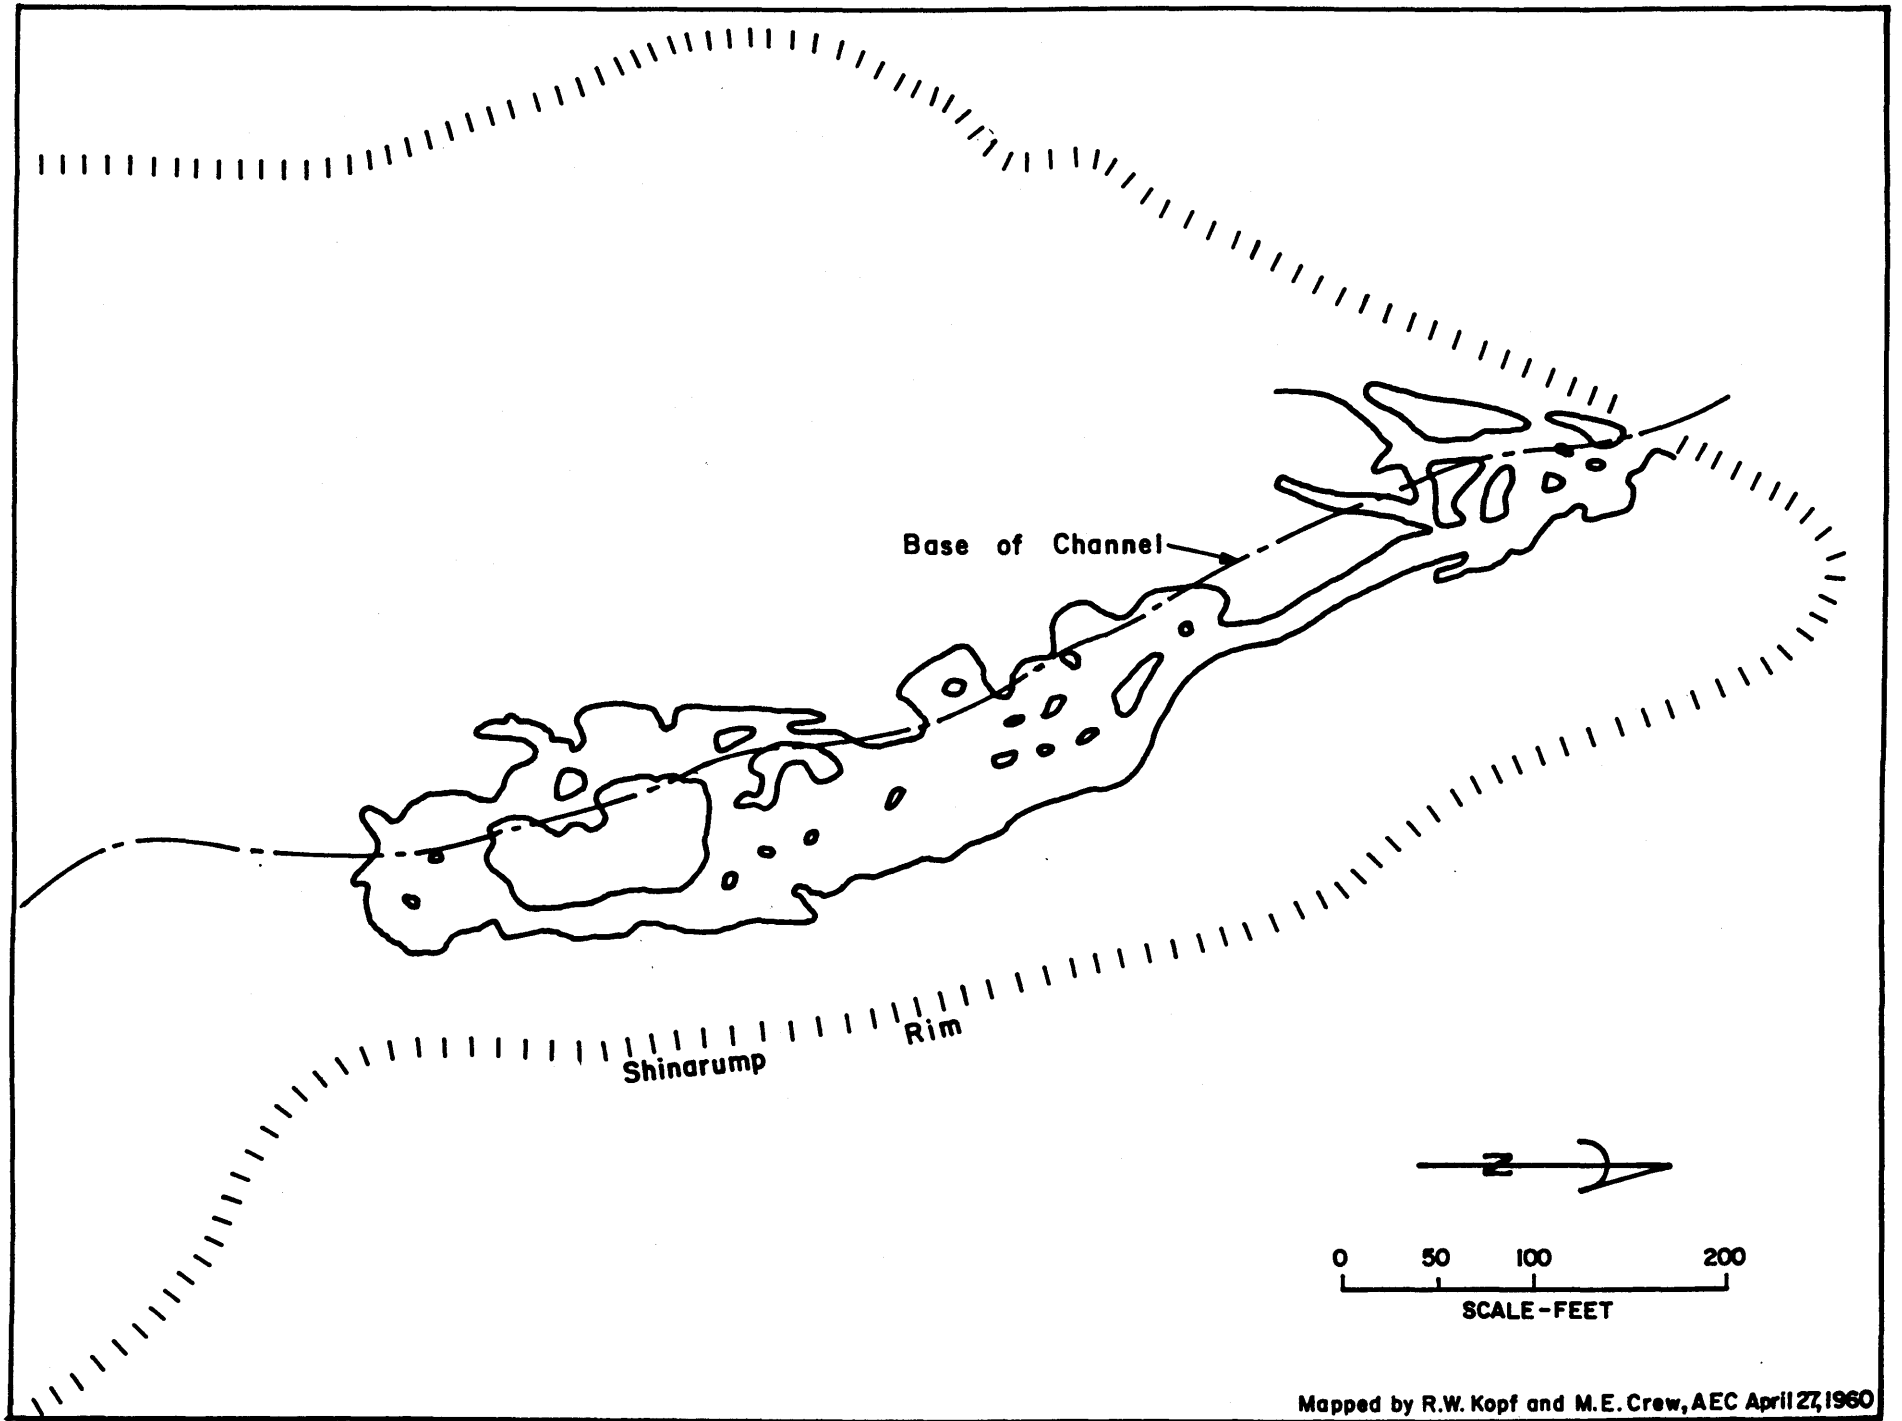 Base of Channel
Rim
Shinarump
N
0 50 100 200
SCALE-FEET
Mapped by R.W. Kopf and M.E. Crew, AEC April 27, 1960